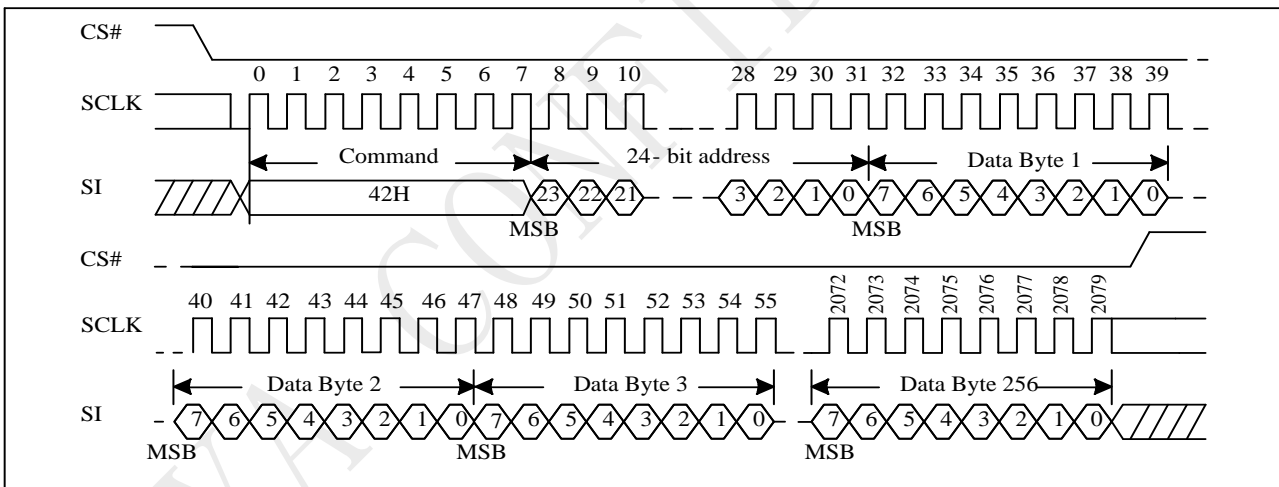 CS#
0 1 2 3 4 5 6 7 8 9 10 28 29 30 31 32 33 34 35 36 37 38 39
SCLK
Command 24- bit address Data Byte 1
SI 42H 23 22 21 3 2 1 0 7 6 5 4 3 2 1 0
MSB MSB
CS#
40 41 42 43 44 45 46 47 48 49 50 51 52 53 54 55 2072 2073 2074 2075 2076 2077 2078 2079
SCLK
Data Byte 2 Data Byte 3 Data Byte 256
SI 7 6 5 4 3 2 1 0 7 6 5 4 3 2 1 0 7 6 5 4 3 2 1 0
MSB MSB MSB